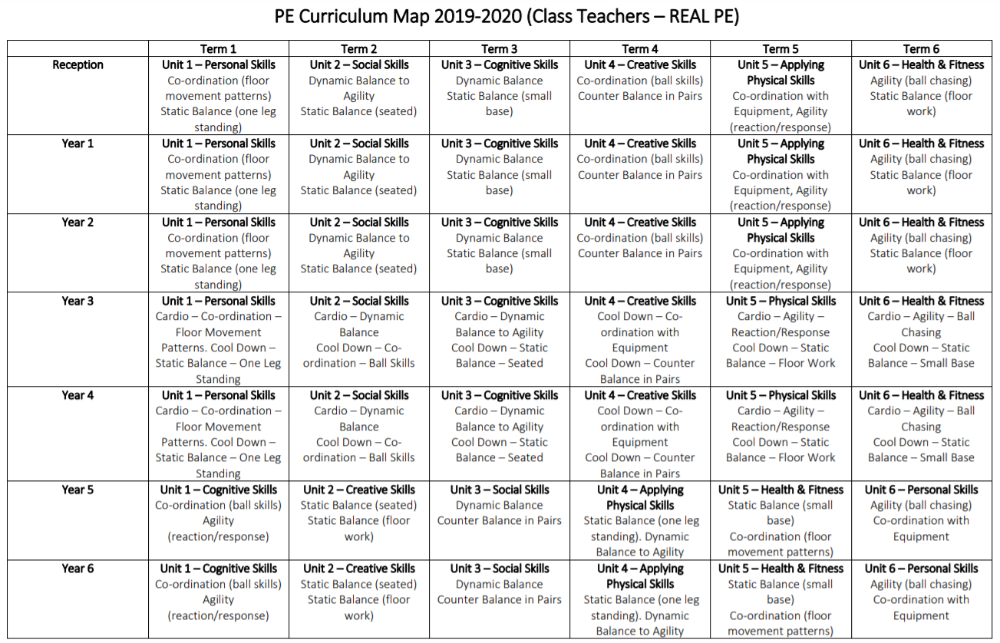 PE Curriculum Map 2019-2020 (Class Teachers – REAL PE)
Term 1
Term 2
Term 3
Term 4
Term 5
Term 6
Reception
Unit 1 – Personal Skills
Co-ordination (floor
movement patterns)
Static Balance (one leg
standing)
Unit 2 – Social Skills
Dynamic Balance to
Agility
Static Balance (seated)
Unit 3 – Cognitive Skills
Dynamic Balance
Static Balance (small
base)
Unit 4 – Creative Skills
Co-ordination (ball skills)
Counter Balance in Pairs
Unit 5 – Applying
Physical Skills
Co-ordination with
Equipment, Agility
(reaction/response)
Unit 6 – Health & Fitness
Agility (ball chasing)
Static Balance (floor
work)
Year 1
Unit 1 – Personal Skills
Co-ordination (floor
movement patterns)
Static Balance (one leg
standing)
Unit 2 – Social Skills
Dynamic Balance to
Agility
Static Balance (seated)
Unit 3 – Cognitive Skills
Dynamic Balance
Static Balance (small
base)
Unit 4 – Creative Skills
Co-ordination (ball skills)
Counter Balance in Pairs
Unit 5 – Applying
Physical Skills
Co-ordination with
Equipment, Agility
(reaction/response)
Unit 6 – Health & Fitness
Agility (ball chasing)
Static Balance (floor
work)
Year 2
Unit 1 – Personal Skills
Co-ordination (floor
movement patterns)
Static Balance (one leg
standing)
Unit 2 – Social Skills
Dynamic Balance to
Agility
Static Balance (seated)
Unit 3 – Cognitive Skills
Dynamic Balance
Static Balance (small
base)
Unit 4 – Creative Skills
Co-ordination (ball skills)
Counter Balance in Pairs
Unit 5 – Applying
Physical Skills
Co-ordination with
Equipment, Agility
(reaction/response)
Unit 6 – Health & Fitness
Agility (ball chasing)
Static Balance (floor
work)
Year 3
Unit 1 – Personal Skills
Cardio – Co-ordination –
Floor Movement
Patterns. Cool Down –
Static Balance – One Leg
Standing
Unit 2 – Social Skills
Cardio – Dynamic
Balance
Cool Down – Co-
ordination – Ball Skills
Unit 3 – Cognitive Skills
Cardio – Dynamic
Balance to Agility
Cool Down – Static
Balance – Seated
Unit 4 – Creative Skills
Cool Down – Co-
ordination with
Equipment
Cool Down – Counter
Balance in Pairs
Unit 5 – Physical Skills
Cardio – Agility –
Reaction/Response
Cool Down – Static
Balance – Floor Work
Unit 6 – Health & Fitness
Cardio – Agility – Ball
Chasing
Cool Down – Static
Balance – Small Base
Year 4
Unit 1 – Personal Skills
Cardio – Co-ordination –
Floor Movement
Patterns. Cool Down –
Static Balance – One Leg
Standing
Unit 2 – Social Skills
Cardio – Dynamic
Balance
Cool Down – Co-
ordination – Ball Skills
Unit 3 – Cognitive Skills
Cardio – Dynamic
Balance to Agility
Cool Down – Static
Balance – Seated
Unit 4 – Creative Skills
Cool Down – Co-
ordination with
Equipment
Cool Down – Counter
Balance in Pairs
Unit 5 – Physical Skills
Cardio – Agility –
Reaction/Response
Cool Down – Static
Balance – Floor Work
Unit 6 – Health & Fitness
Cardio – Agility – Ball
Chasing
Cool Down – Static
Balance – Small Base
Year 5
Unit 1 – Cognitive Skills
Co-ordination (ball skills)
Agility
(reaction/response)
Unit 2 – Creative Skills
Static Balance (seated)
Static Balance (floor
work)
Unit 3 – Social Skills
Dynamic Balance
Counter Balance in Pairs
Unit 4 – Applying
Physical Skills
Static Balance (one leg
standing). Dynamic
Balance to Agility
Unit 5 – Health & Fitness
Static Balance (small
base)
Co-ordination (floor
movement patterns)
Unit 6 – Personal Skills
Agility (ball chasing)
Co-ordination with
Equipment
Year 6
Unit 1 – Cognitive Skills
Co-ordination (ball skills)
Agility
(reaction/response)
Unit 2 – Creative Skills
Static Balance (seated)
Static Balance (floor
work)
Unit 3 – Social Skills
Dynamic Balance
Counter Balance in Pairs
Unit 4 – Applying
Physical Skills
Static Balance (one leg
standing). Dynamic
Balance to Agility
Unit 5 – Health & Fitness
Static Balance (small
base)
Co-ordination (floor
movement patterns)
Unit 6 – Personal Skills
Agility (ball chasing)
Co-ordination with
Equipment